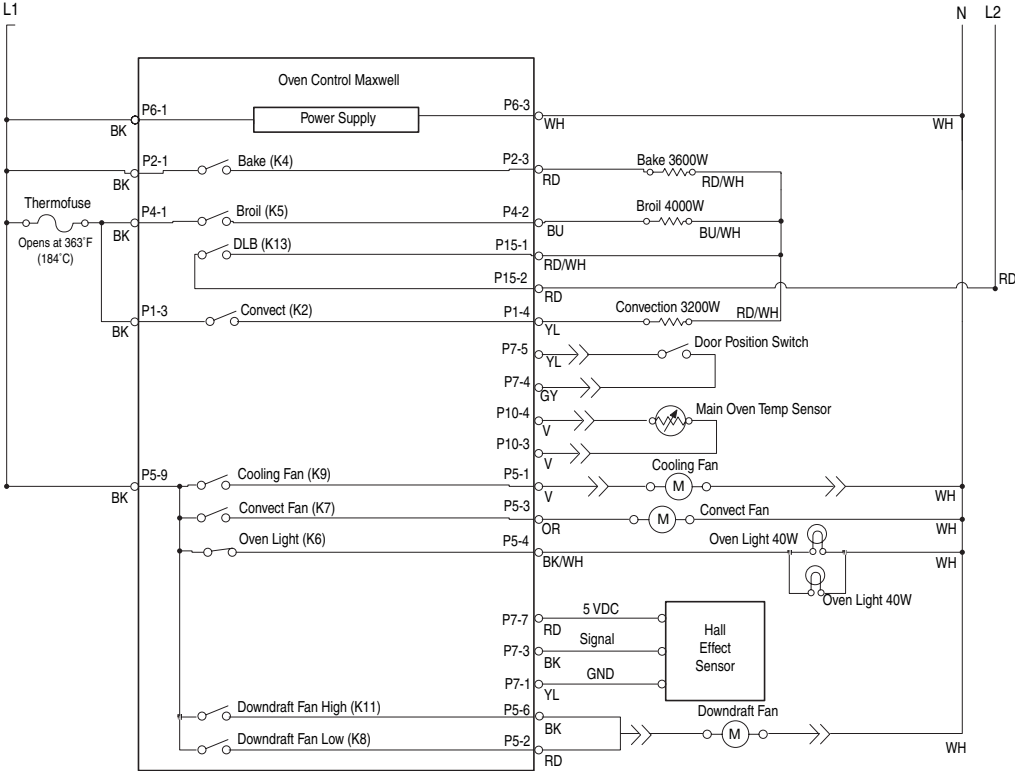 L1
N L2
Oven Control Maxwell
P6-1
Power Supply
P6-3
BK
WH
WH
P2-1
Bake (K4)
P2-3
Bake 3600W
BK
RD
RD/WH
Thermofuse
P4-1
Broil (K5)
P4-2
Broil 4000W
Opens at 363˚F
(184˚C)
BK
BU
BU/WH
DLB (K13)
P15-1
RD/WH
P15-2
RD
RD
P1-3
Convect (K2)
P1-4
Convection 3200W
RD/WH
BK
YL
P7-5
YL
Door Position Switch
P7-4
GY
P10-4
V
Main Oven Temp Sensor
P10-3
V
P5-9
Cooling Fan (K9)
P5-1
Cooling Fan
M
BK
V
WH
Convect Fan (K7)
P5-3
M
Convect Fan
OR
WH
Oven Light (K6)
P5-4
Oven Light 40W
BK/WH
WH
Oven Light 40W
P7-7
5 VDC
RD
P7-3
Signal
BK
Hall
Effect
Sensor
P7-1
GND
YL
Downdraft Fan High (K11)
P5-6
Downdraft Fan
BK
M
Downdraft Fan Low (K8)
P5-2
WH
RD